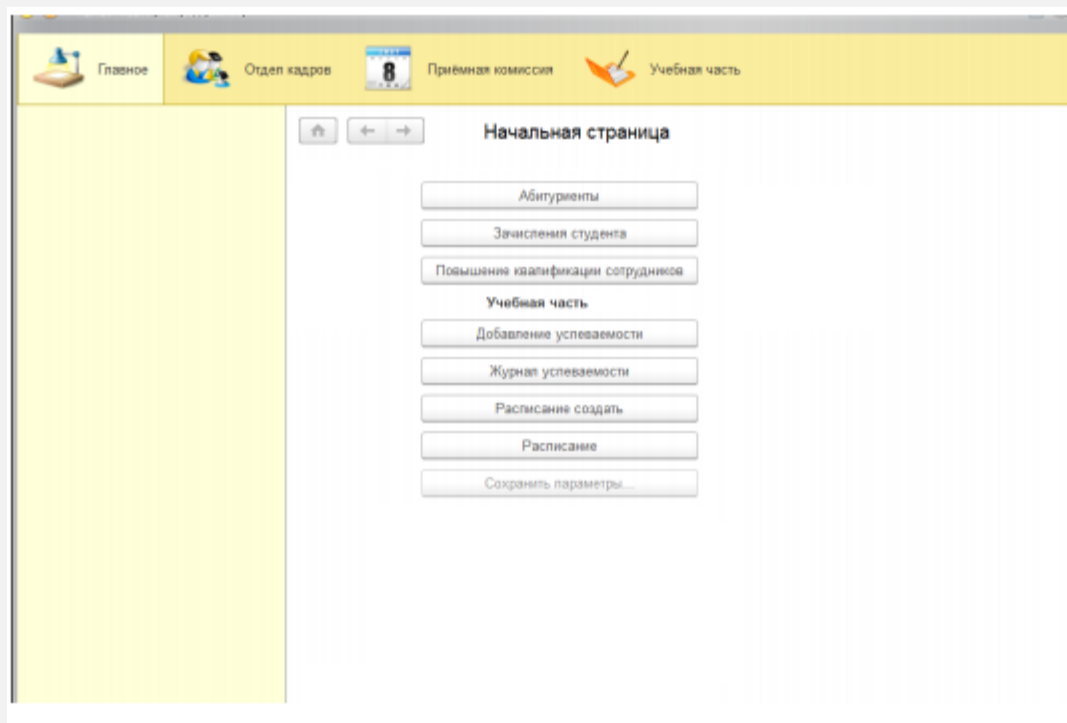 Главное
Отдел кадров
8
Приёмная комиссия
Учебная часть
Начальная страница
Абитуриенты
Зачисления студента
Повышение квалификации сотрудников
Учебная часть
Добавление успеваемости
Журнал успеваемости
Расписание создать
Расписание
Сохранить параметры...